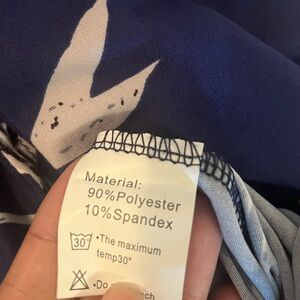 Material:
90%Polyester
10%Spandex
30°
•The maximum
temp30°
•Do